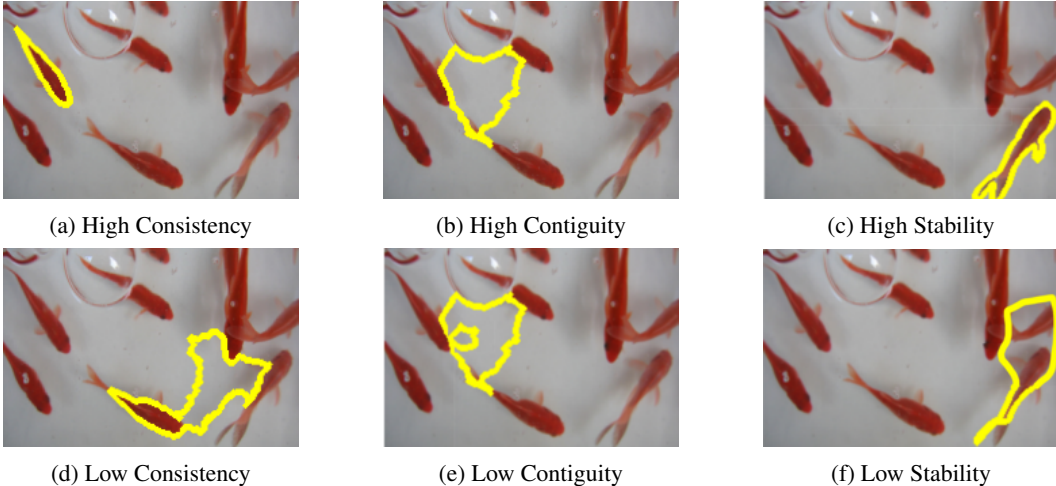 (a) High Consistency
(b) High Contiguity
(c) High Stability
(d) Low Consistency
(e) Low Contiguity
(f) Low Stability